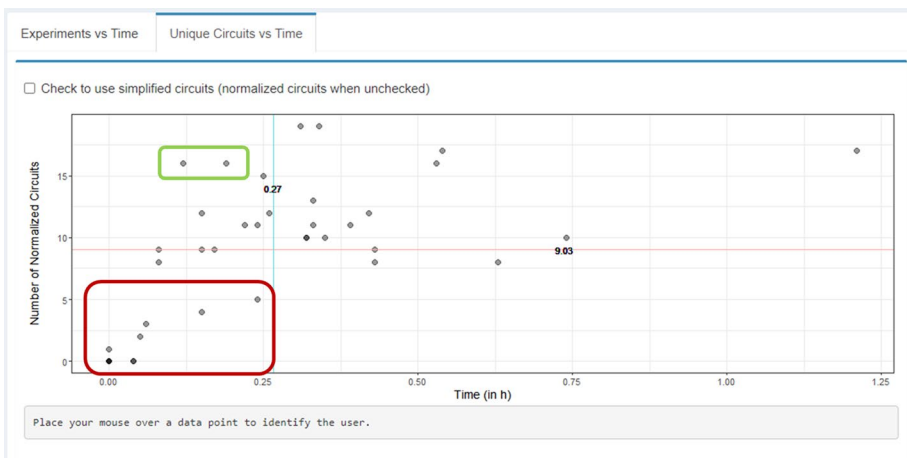 Experiments vs Time
Unique Circuits vs Time
Check to use simplified circuits (normalized circuits when unchecked)
Number of Normalized Circuits
15
10
5
0
0.27
9.03
0.00 0.25 0.50 0.75 1.00 1.25
Time (in h)
Place your mouse over a data point to identify the user.